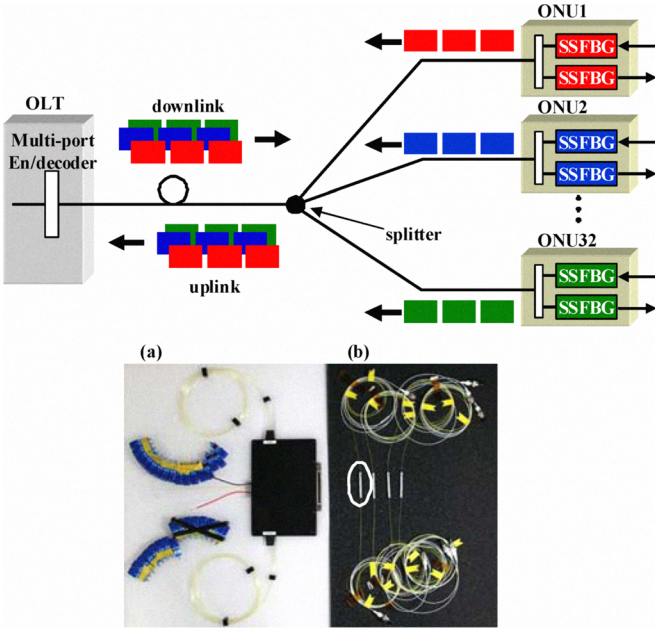 ONU1
SSFBG
SSFBG
OLT
downlink
ONU2
Multi-port
En/decoder
SSFBG
SSFBG
splitter
uplink
ONU32
SSFBG
SSFBG
(a)
(b)